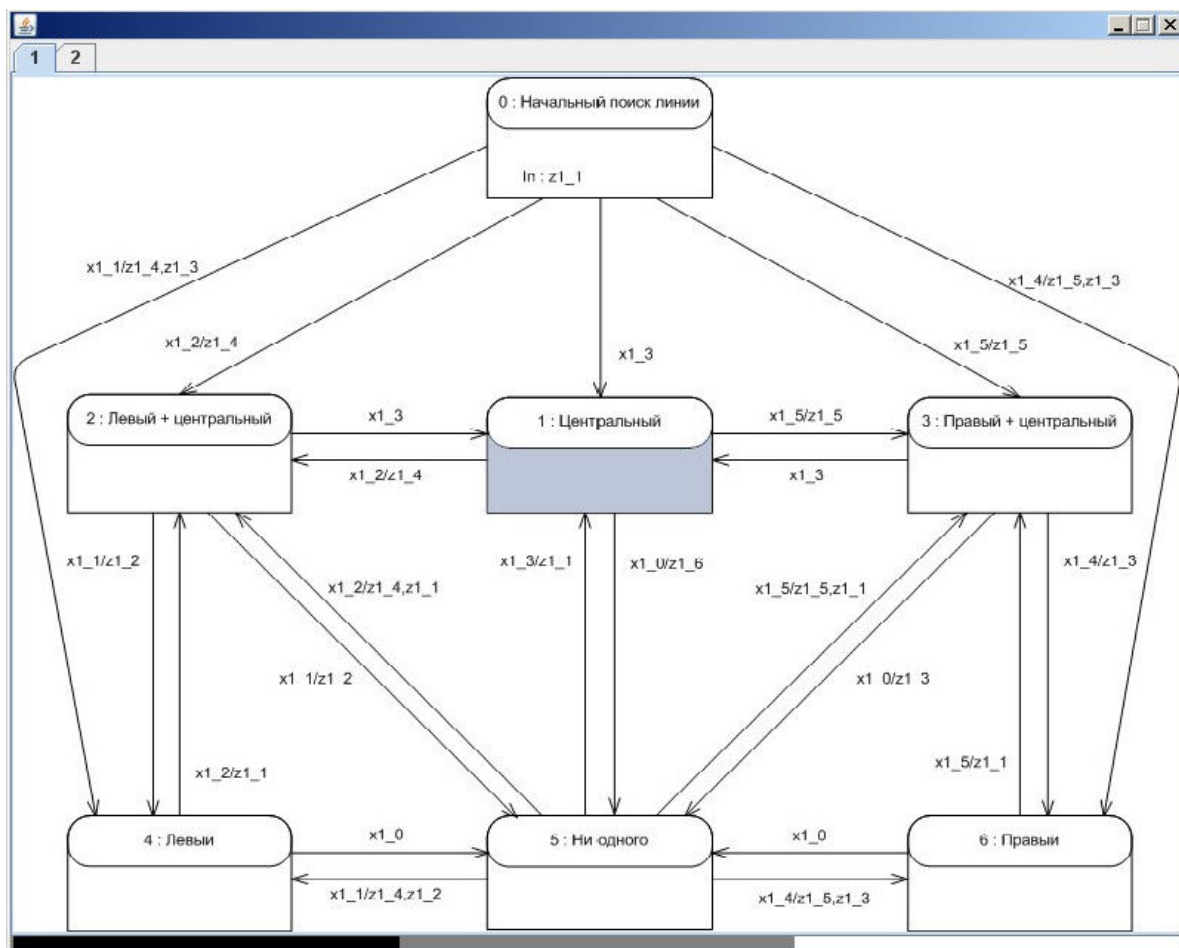 1 2
0 : Начальный поиск линии
In : z1_1
x1_1/z1_4,z1_3
x1_4/z1_5,z1_3
x1_2/z1_4
x1_3
x1_5/z1_5
2 : Левый + центральный
x1_3
1 : Центральный
x1_5/z1_5
3 : Правый + центральный
x1_2/z1_4
x1_3
x1_1/z1_2
x1_2/z1_4,z1_1
x1_3/z1_1
x1_0/z1_6
x1_5/z1_5,z1_1
x1_4/z1_3
x1_1/z1_2
x1_0/z1_3
x1_2/z1_1
x1_5/z1_1
4 : Левый
x1_0
5 : Ни одного
x1_0
6 : Правый
x1_1/z1_4,z1_2
x1_4/z1_5,z1_3